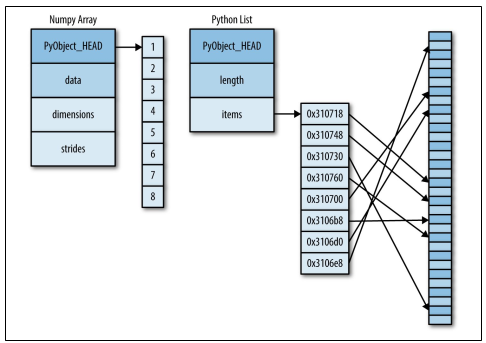 Numpy Array
PyObject_HEAD
data
dimensions
strides
1
2
3
4
5
6
7
8
Python List
PyObject_HEAD
length
items
0x310718
0x310748
0x310730
0x310760
0x310700
0x3106b8
0x3106d0
0x3106e8